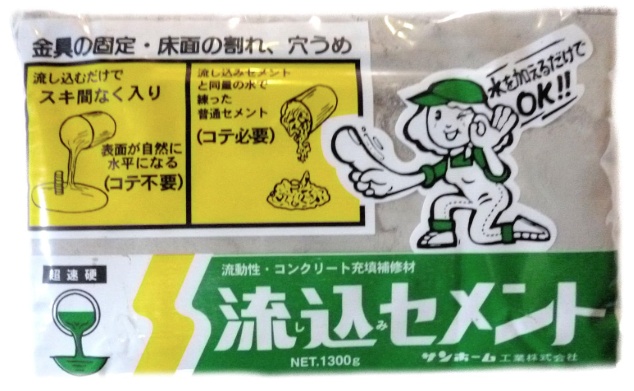 金具の固定・床面の割れ、穴うめ
流し込むだけで
スキ間なく入り
表面が自然に
水平になる
(コテ不要)
流し込みセメント
と同量の水で
練った
普通セメント
(コテ必要)
水を加えるだけで
OK!!
超速硬
流動性・コンクリート充填補修材
流込セメント
し み
NET.1300g
サンホーム工業株式会社